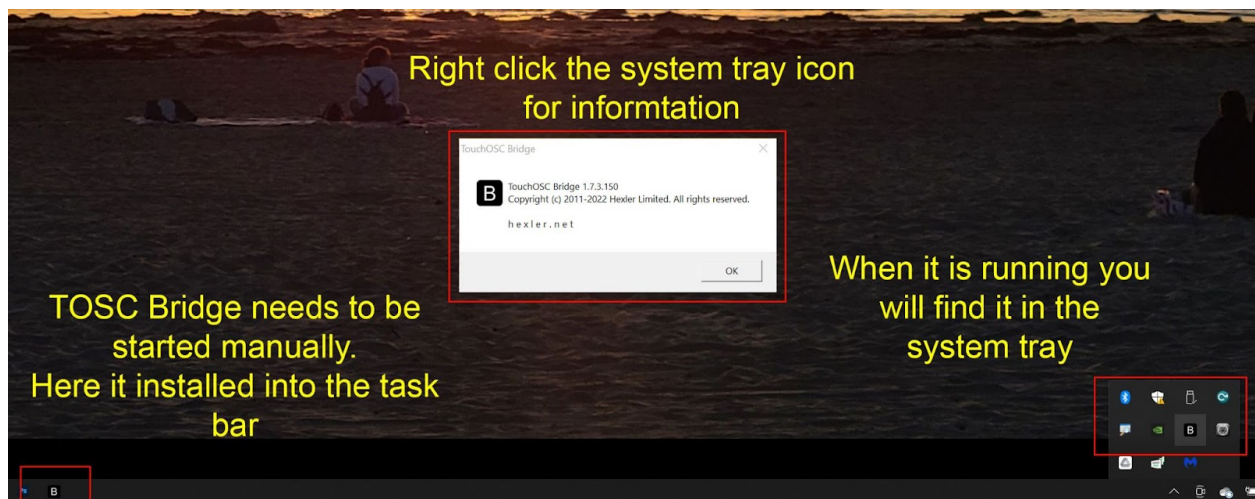 Right click the system tray icon
for informtation
TouchOSC Bridge
B
TouchOSC Bridge 1.7.3.150
Copyright (c) 2011-2022 Hexler Limited. All rights reserved.
hexler.net
OK
TOSC Bridge needs to be
started manually.
Here it installed into the task
bar
When it is running you
will find it in the
system tray
B
B